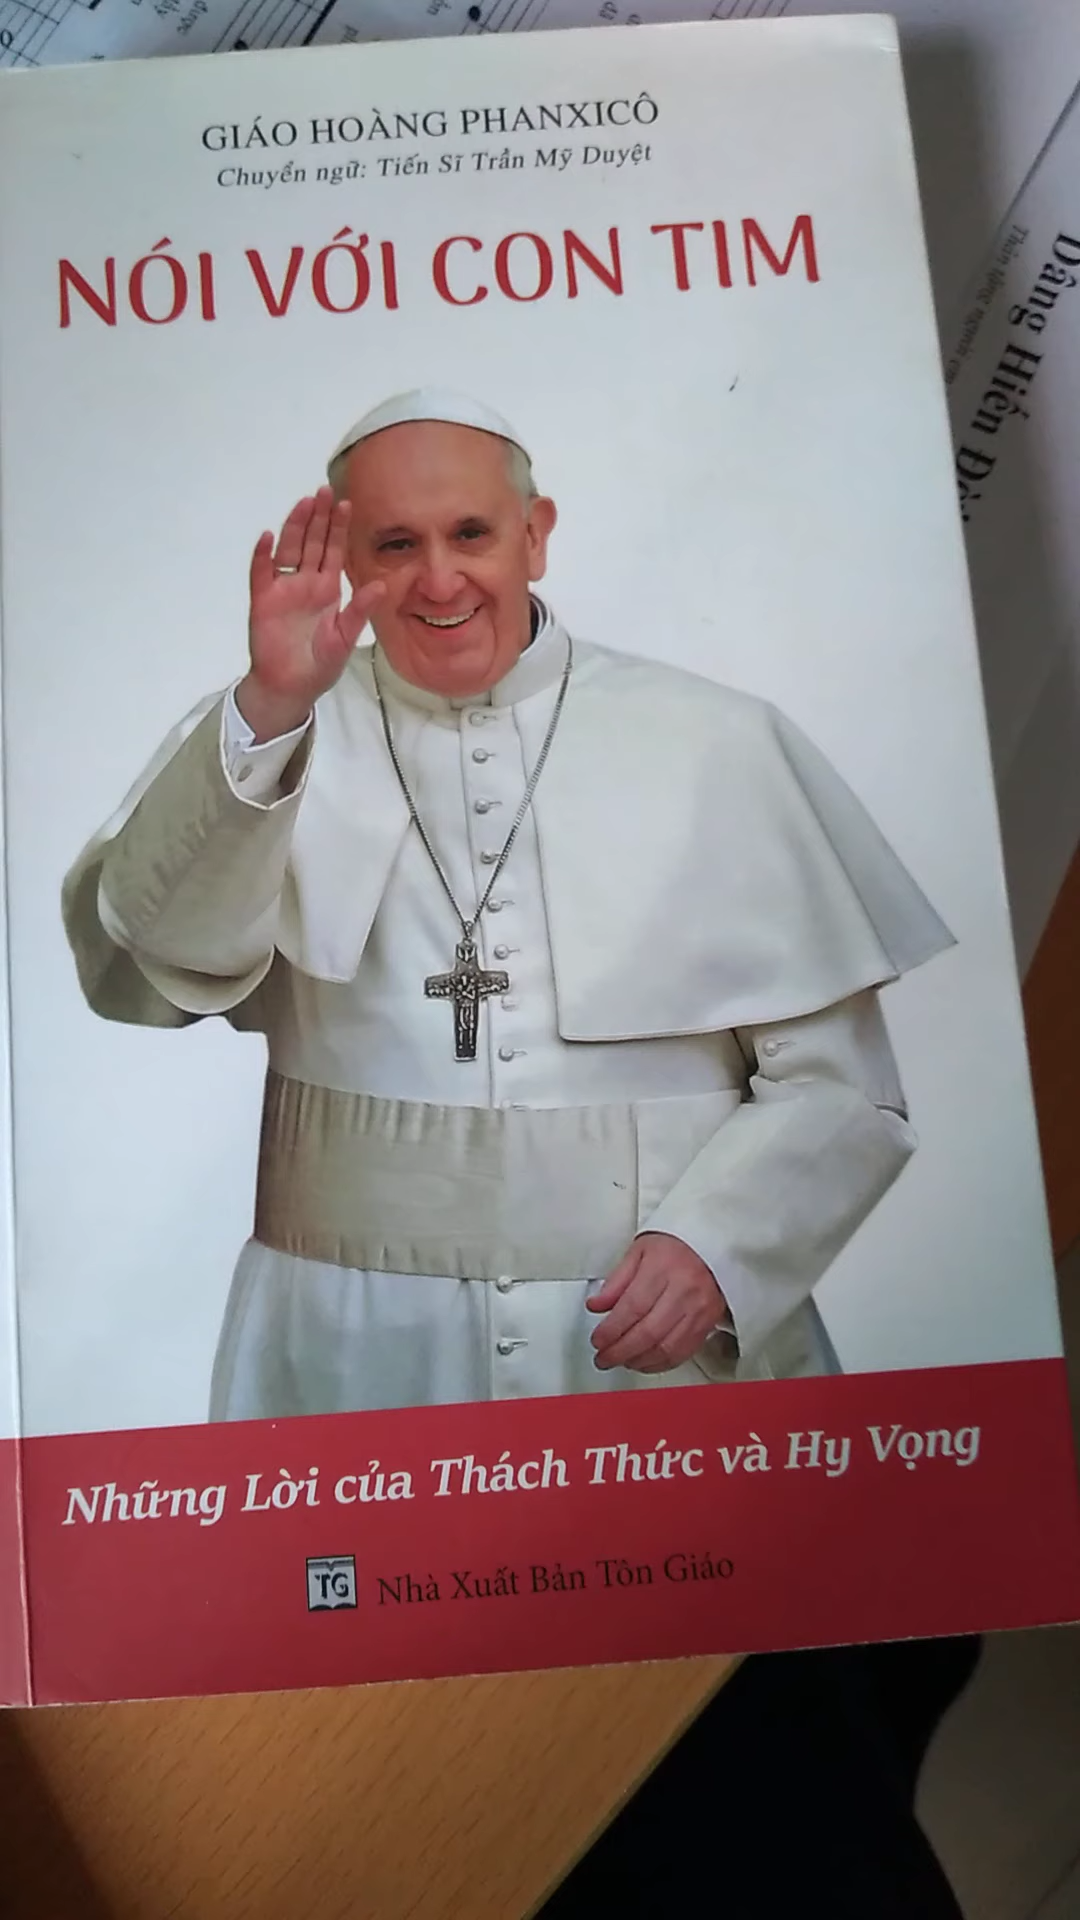 GIÁO HOÀNG PHANXICÔ
Chuyển ngữ: Tiến Sĩ Trần Mỹ Duyệt
NÓI VỚI CON TIM
Những Lời của Thách Thức và Hy Vọng
TG Nhà Xuất Bản Tôn Giáo
Dâng Hiến
được